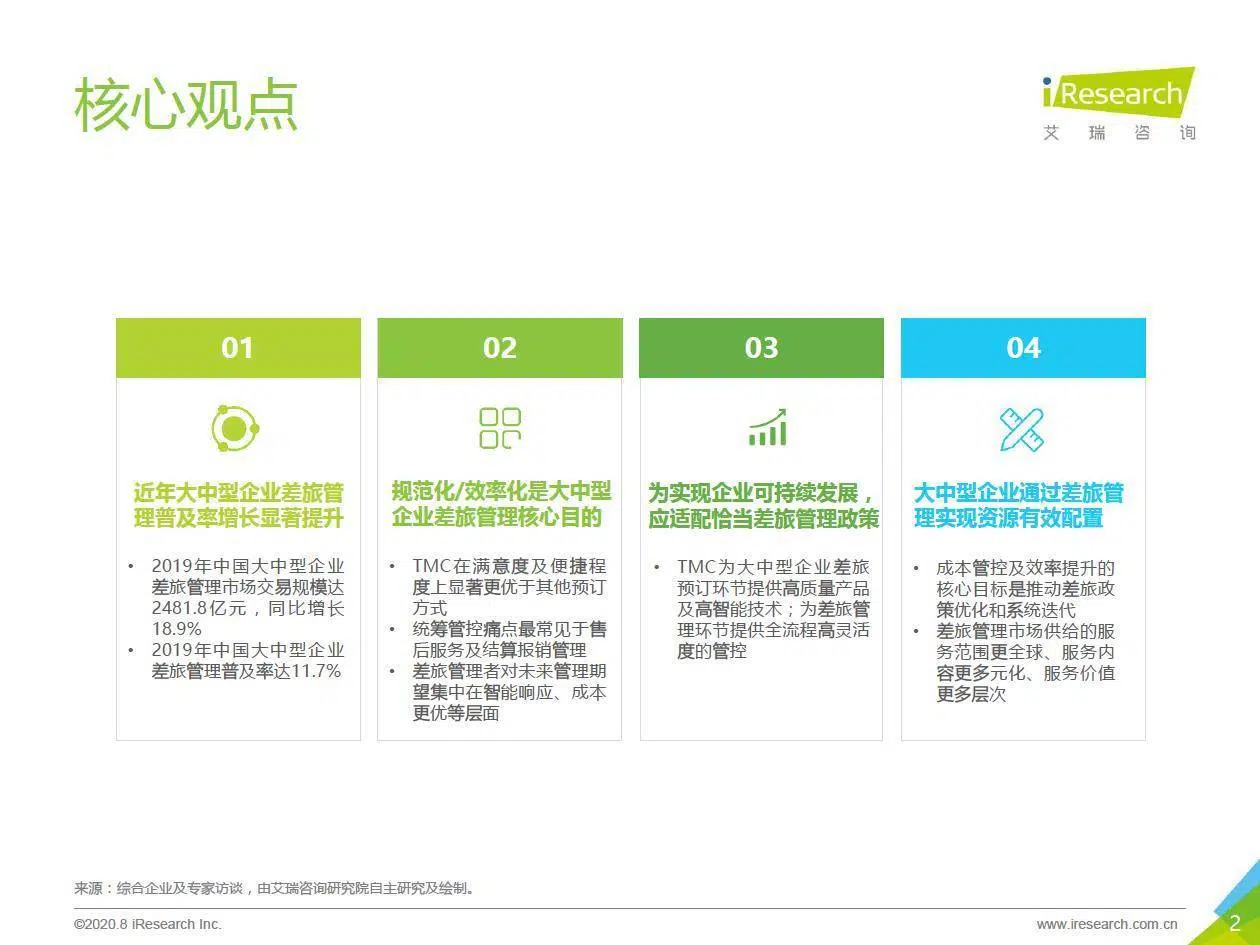 核心观点
iResearch
艾瑞咨询
01
近年大中型企业差旅管
理普及率增长显著提升
• 2019年中国大中型企业
差旅管理市场交易规模达
2481.8亿元，同比增长
18.9%
• 2019年中国大中型企业
差旅管理普及率达11.7%
02
规范化/效率化是大中型
企业差旅管理核心目的
• TMC在满意度及便捷程
度上显著更优于其他预订
方式
• 统筹管控痛点最常见于售
后服务及结算报销管理
• 差旅管理者对未来管理期
望集中在智能响应、成本
更优等层面
03
为实现企业可持续发展，
应适配恰当差旅管理政策
• TMC为大中型企业差旅
预订环节提供高质量产品
及高智能技术；为差旅管
理环节提供全流程高灵活
度的管控
04
大中型企业通过差旅管
理实现资源有效配置
• 成本管控及效率提升的
核心目标是推动差旅政
策优化和系统迭代
• 差旅管理市场供给的服
务范围更全球、服务内
容更多元化、服务价值
更多层次
来源：综合企业及专家访谈，由艾瑞咨询研究院自主研究及绘制。
©2020.8 iResearch Inc.
www.iresearch.com.cn
2